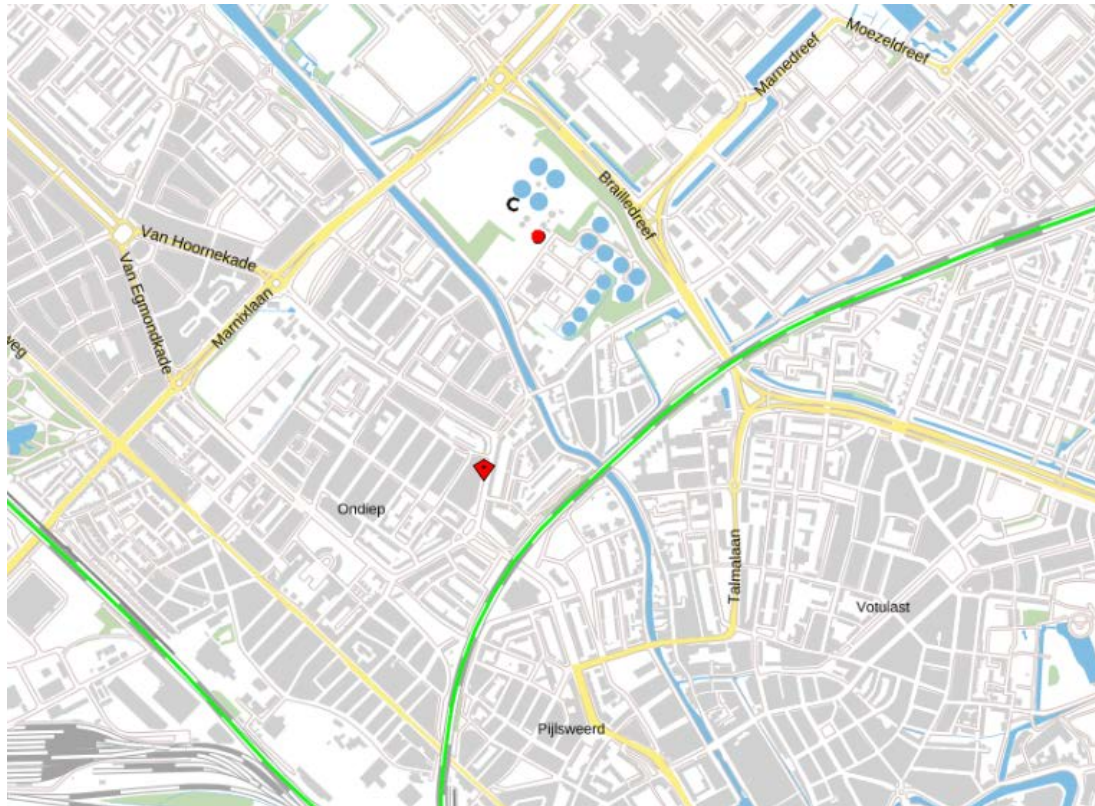 Moezeldreef
Marnedreef
Brailledreef
C
Van Hoornekade
Van Egmondkade
Marnixlaan
weg
Ondiep
Talmalaan
Votulast
Pijlsweerd